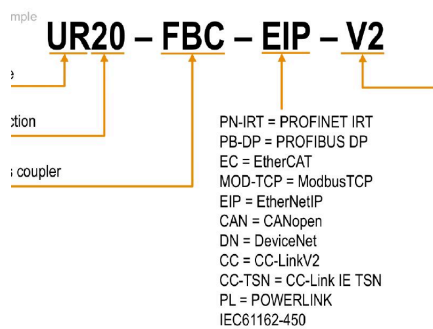 mple
UR20 – FBC – EIP – V2
e
ction
s coupler
PN-IRT = PROFINET IRT
PB-DP = PROFIBUS DP
EC = EtherCAT
MOD-TCP = ModbusTCP
EIP = EtherNetIP
CAN = CANopen
DN = DeviceNet
CC = CC-LinkV2
CC-TSN = CC-Link IE TSN
PL = POWERLINK
IEC61162-450